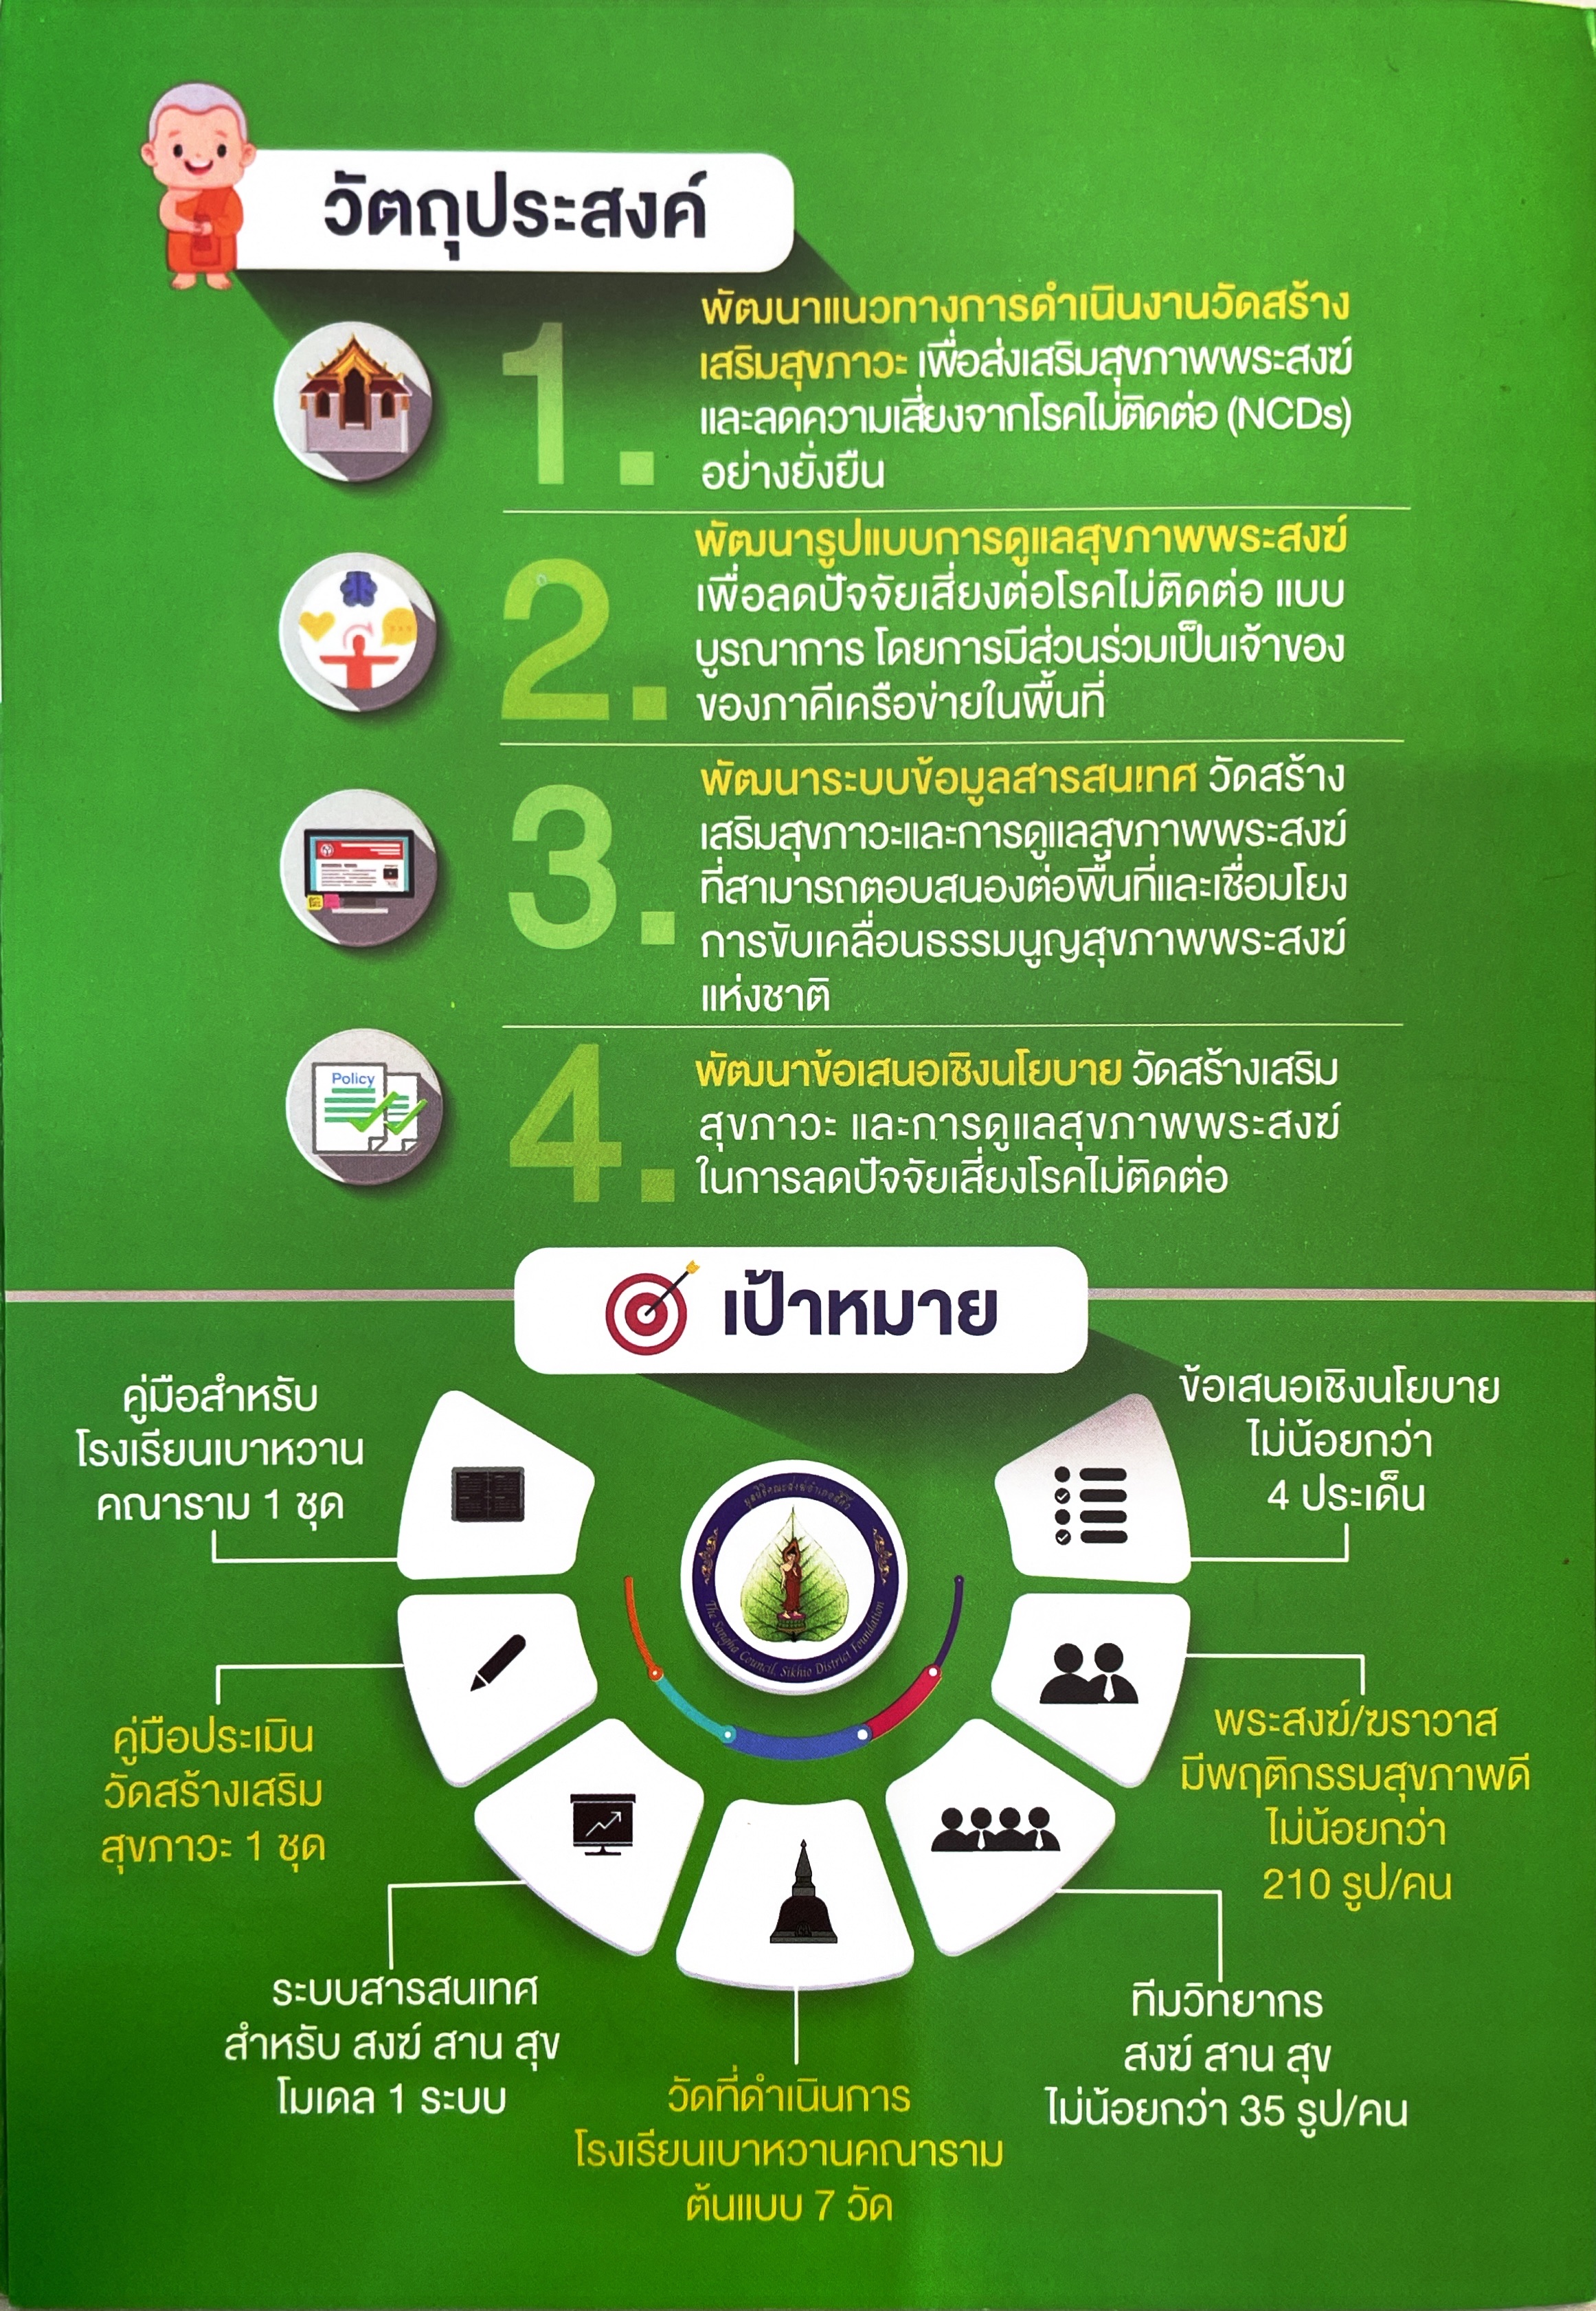 วัตถุประสงค์
1.
พัฒนาแนวทางการดำเนินงานวัดสร้าง
เสริมสุขภาวะ เพื่อส่งเสริมสุขภาพพระสงฆ์
และลดความเสี่ยงจากโรคไม่ติดต่อ (NCDs)
อย่างยั่งยืน
2.
พัฒนารูปแบบการดูแลสุขภาพพระสงฆ์
เพื่อลดปัจจัยเสี่ยงต่อโรคไม่ติดต่อ แบบ
บูรณาการ โดยการมีส่วนร่วมเป็นเจ้าของ
ของภาคีเครือข่ายในพื้นที่
3.
พัฒนาระบบข้อมูลสารสนเทศ วัดสร้าง
เสริมสุขภาวะและการดูแลสุขภาพพระสงฆ์
ที่สามารถตอบสนองต่อพื้นที่และเชื่อมโยง
การขับเคลื่อนธรรมนูญสุขภาพพระสงฆ์
แห่งชาติ
Policy
4.
พัฒนาข้อเสนอเชิงนโยบาย วัดสร้างเสริม
สุขภาวะ และการดูแลสุขภาพพระสงฆ์
ในการลดปัจจัยเสี่ยงโรคไม่ติดต่อ
เป้าหมาย
คู่มือสำหรับ
โรงเรียนเบาหวาน
คณาราม 1 ชุด
คู่มือประเมิน
วัดสร้างเสริม
สุขภาวะ 1 ชุด
ระบบสารสนเทศ
สำหรับ สงฆ์ สาน สุข
โมเดล 1 ระบบ
วัดที่ดำเนินการ
โรงเรียนเบาหวานคณาราม
ต้นแบบ 7 วัด
ทีมวิทยากร
สงฆ์ สาน สุข
ไม่น้อยกว่า 35 รูป/คน
พระสงฆ์/ฆราวาส
มีพฤติกรรมสุขภาพดี
ไม่น้อยกว่า
210 รูป/คน
ข้อเสนอเชิงนโยบาย
ไม่น้อยกว่า
4 ประเด็น
มูลนิธิคณะสงฆ์อำเภอสีคิ้ว
The Sangha Council, Sikhio District Foundation